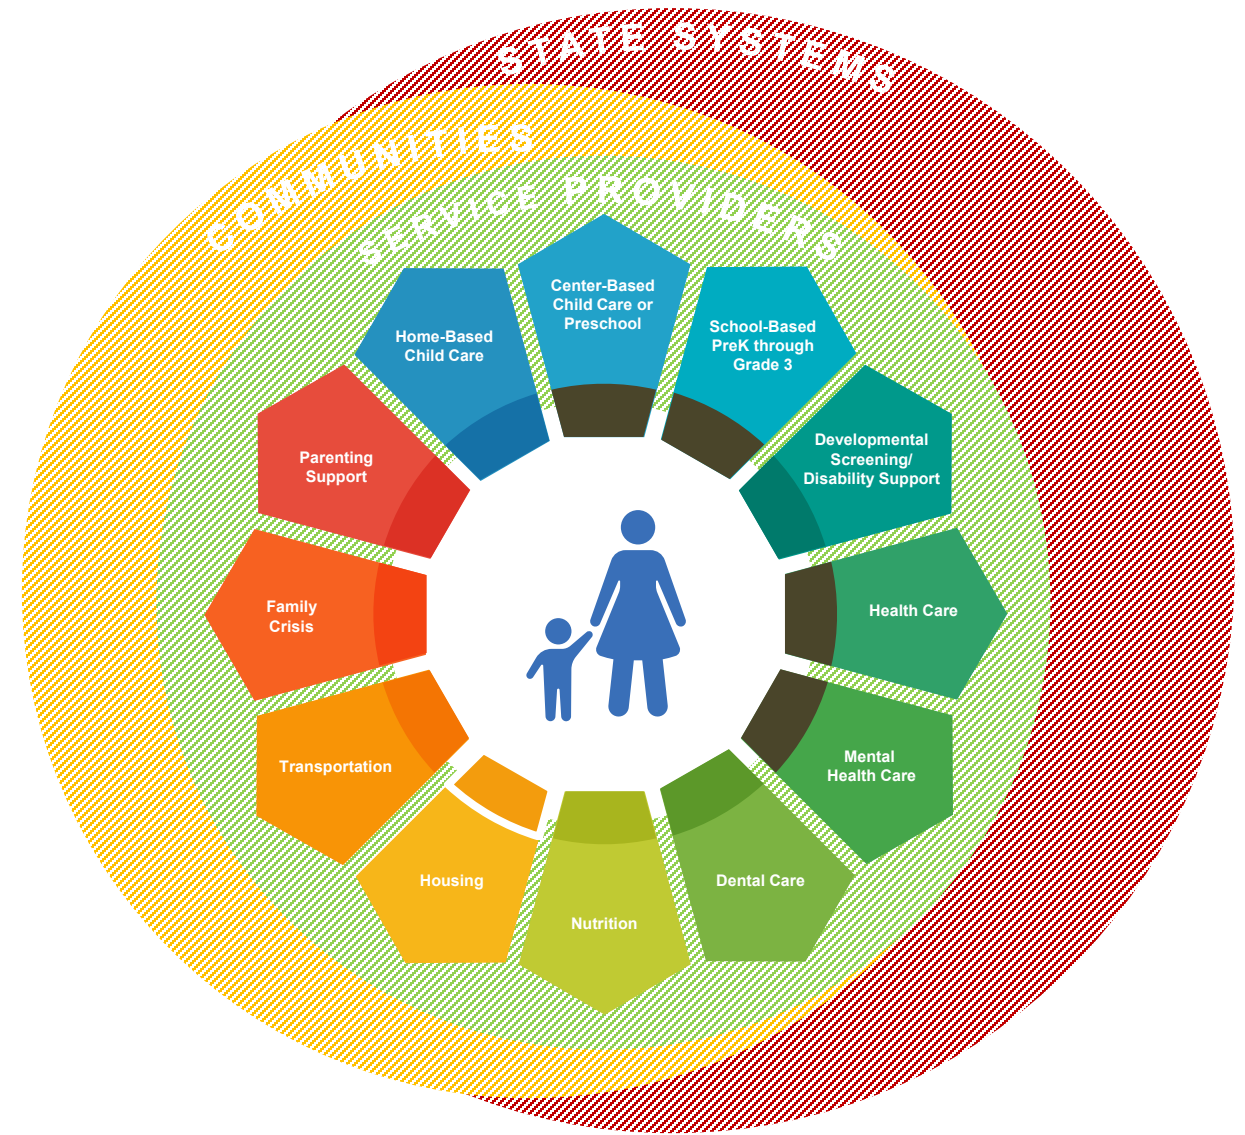 STATE SYSTEMS
COMMUNITIES
SERVICE PROVIDERS
Center-Based
Child Care or
Preschool
School-Based
PreK through
Grade 3
Developmental
Screening/
Disability Support
Health Care
Mental
Health Care
Dental Care
Nutrition
Housing
Transportation
Family
Crisis
Parenting
Support
Home-Based
Child Care